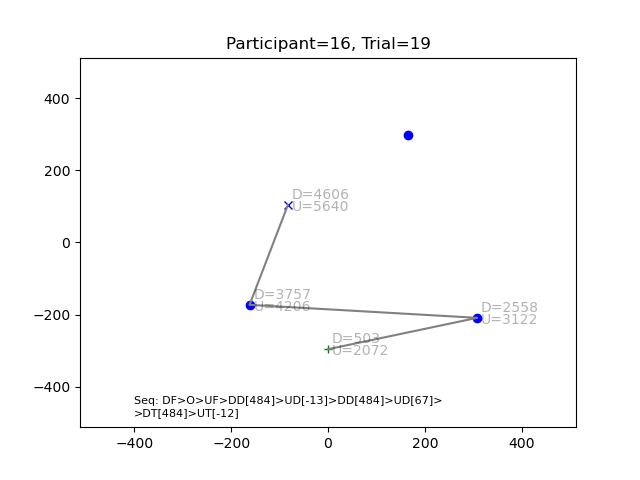 Participant=16, Trial=19
400
200
0
−200
−400
D=4606
U=5640
D=3757
U=4206
D=2558
U=3122
D=503
U=2072
Seq: DF>O>UF>DD[484]>UD[-13]>DD[484]>UD[67]>
>DT[484]>UT[-12]
−400 −200 0 200 400